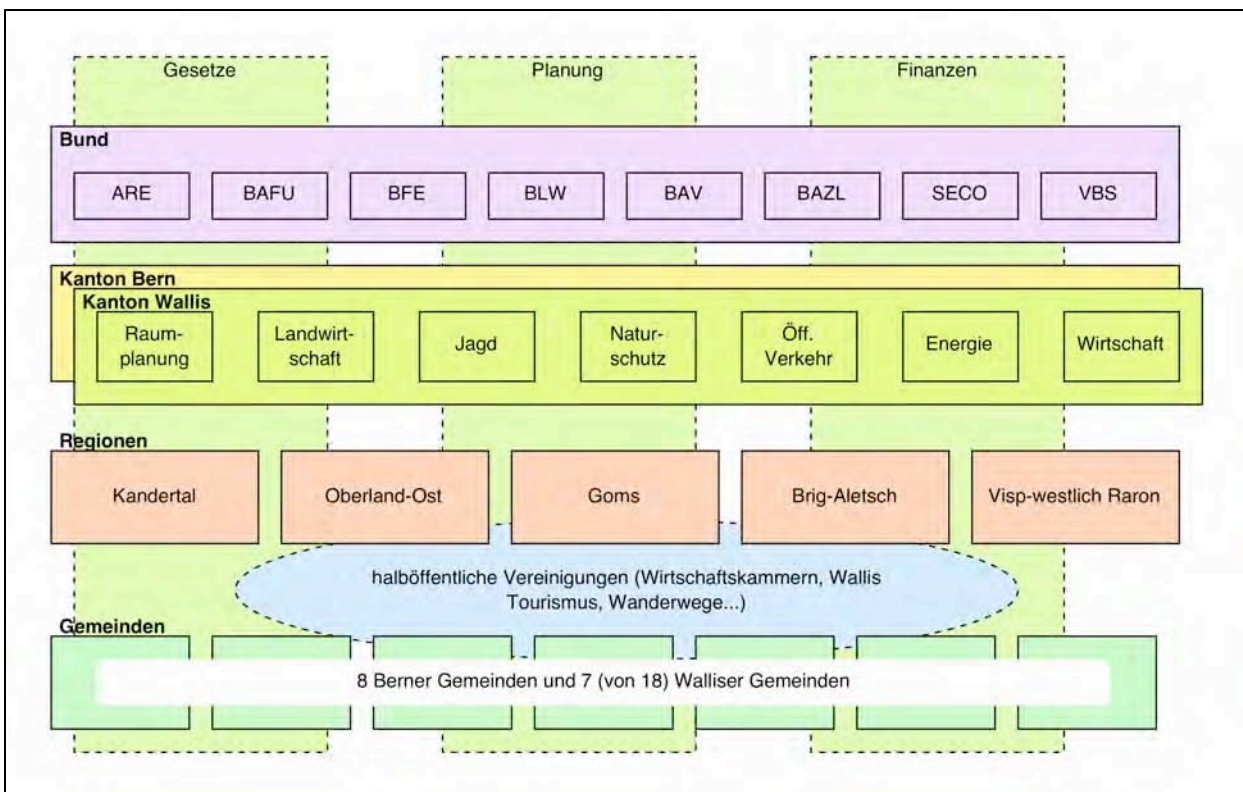 Gesetze Planung Finanzen
Bund
ARE BAFU BFE BLW BAV BAZL SECO VBS
Kanton Bern
Kanton Wallis
Raum-
planung
Landwirt-
schaft
Jagd
Natur-
schutz
Öff.
Verkehr
Energie
Wirtschaft
Regionen
Kandertal Oberland-Ost Goms Brig-Aletsch Visp-westlich Raron
halböffentliche Vereinigungen (Wirtschaftskammern, Wallis
Tourismus, Wanderwege...)
Gemeinden
8 Berner Gemeinden und 7 (von 18) Walliser Gemeinden